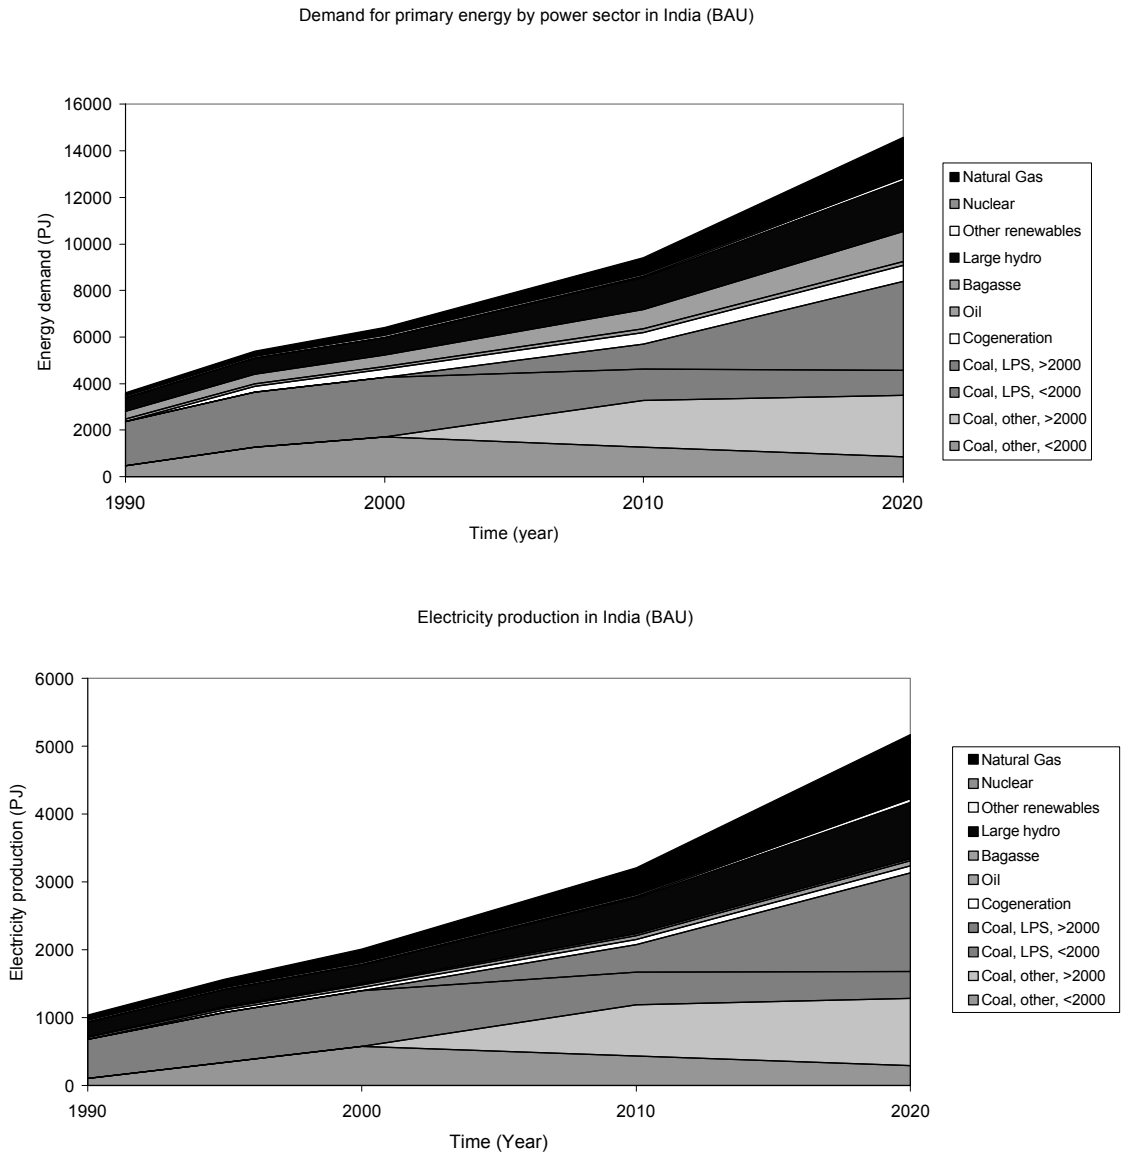 Demand for primary energy by power sector in India (BAU)
16000
14000
12000
10000
8000
6000
4000
2000
0
Energy demand (PJ)
1990
2000
2010
2020
Time (year)
Natural Gas
Nuclear
Other renewables
Large hydro
Bagasse
Oil
Cogeneration
Coal, LPS, >2000
Coal, LPS, <2000
Coal, other, >2000
Coal, other, <2000
Electricity production in India (BAU)
6000
5000
4000
3000
2000
1000
0
Electricity production (PJ)
1990
2000
2010
2020
Time (Year)
Natural Gas
Nuclear
Other renewables
Large hydro
Bagasse
Oil
Cogeneration
Coal, LPS, >2000
Coal, LPS, <2000
Coal, other, >2000
Coal, other, <2000